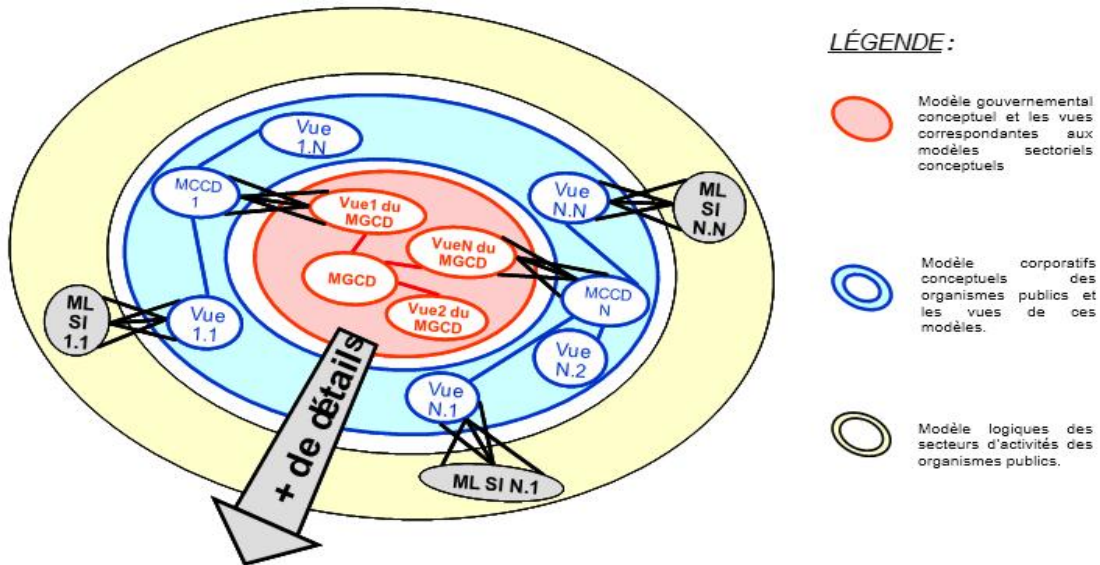 Vue
1.N
MCCD
1
Vue1 du
MGCD
VueN du
MGCD
MGCD
Vue2 du
MGCD
Vue
N.N
ML
SI
N.N
MCCD
N
Vue
N.2
Vue
N.1
ML SI N.1
ML
SI
1.1
Vue
1.1
+ de détails
LÉGENDE :
Modèle gouvernemental
conceptuel et les vues
correspondantes aux
modèles sectoriels
conceptuels
Modèle corporatifs
conceptuels des
organismes publics et
les vues de ces
modèles.
Modèle logiques des
secteurs d'activités des
organismes publics.